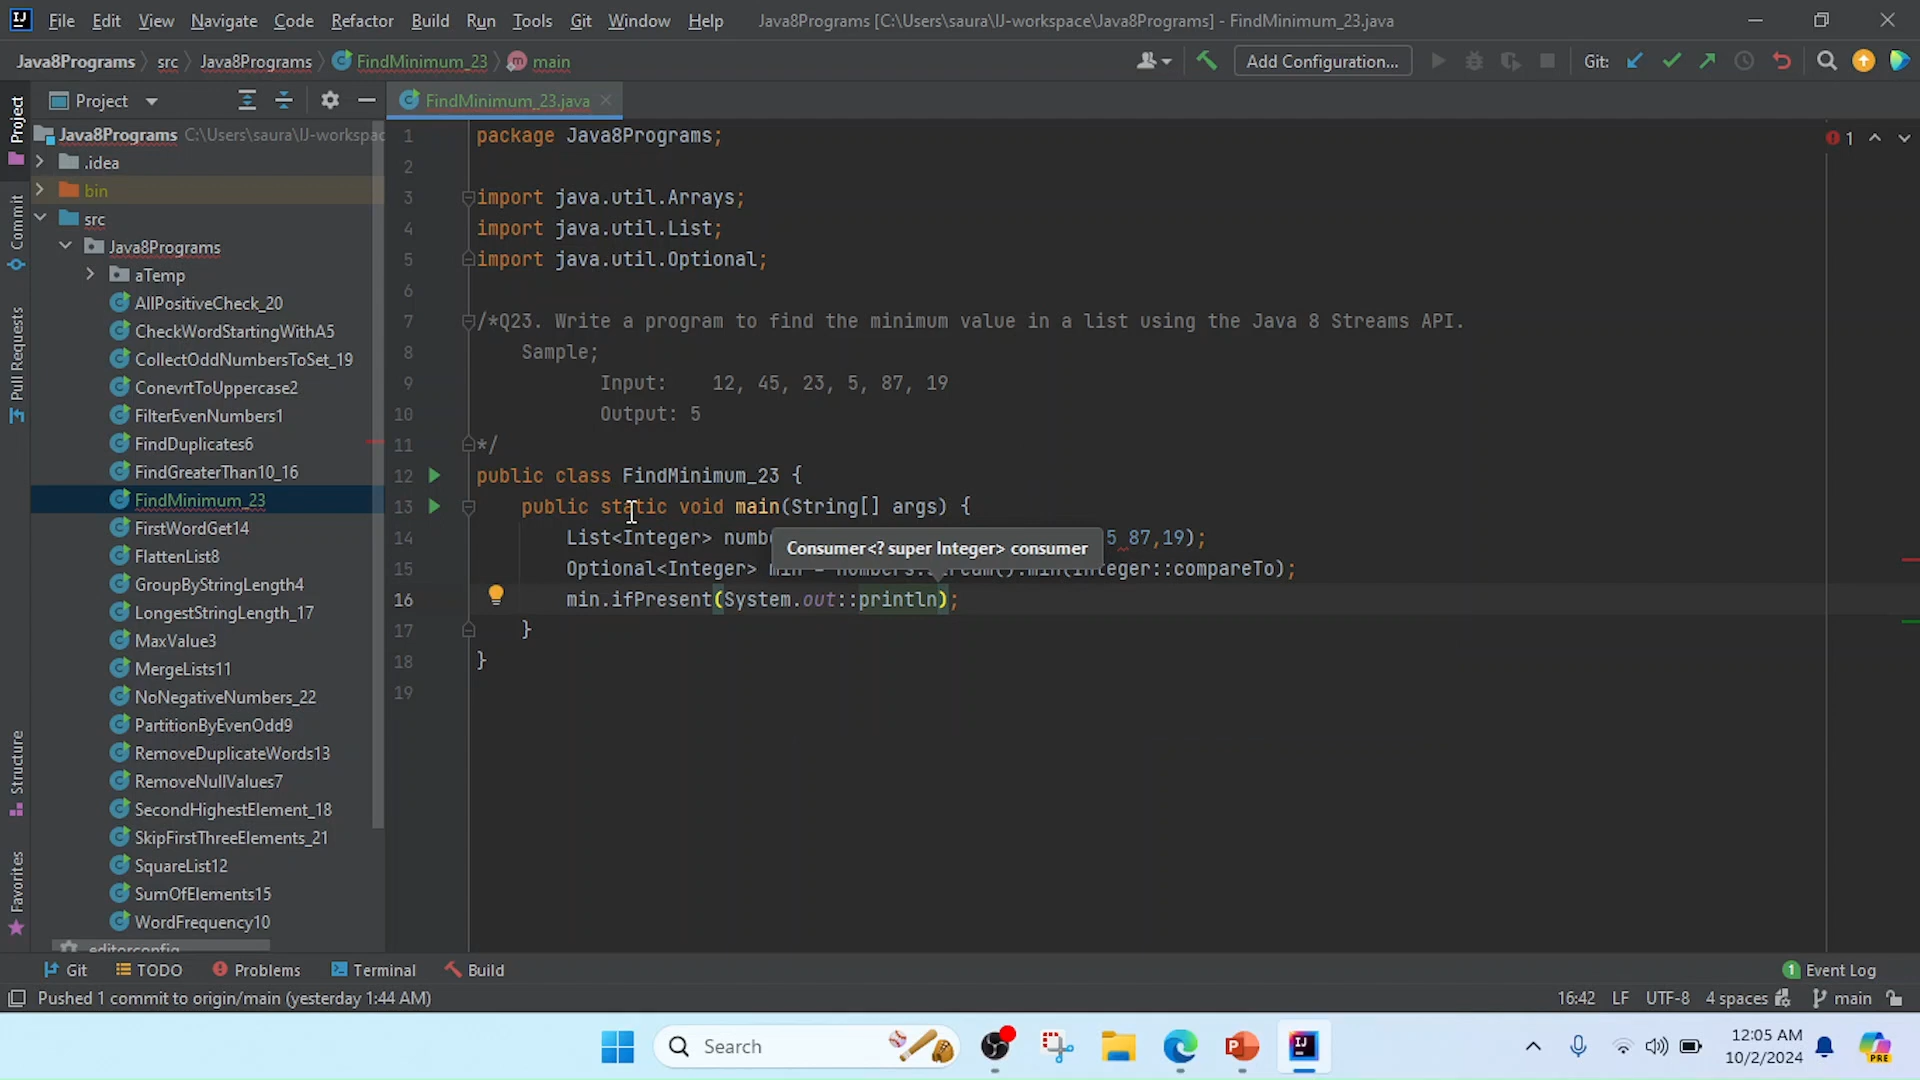 File Edit View Navigate Code Refactor Build Run Tools Git Window Help Java8Programs [C:\Users\saura\IJ-workspace\Java8Programs] - FindMinimum_23.java
Java8Programs src Java8Programs FindMinimum_23 main Add Configuration... Git:
Project FindMinimum_23.java
Java8Programs C:\Users\saura\IJ-workspac
.idea
bin
src
Java8Programs
aTemp
AllPositiveCheck_20
CheckWordStartingWithA5
CollectOddNumbersToSet_19
ConevrtToUppercase2
FilterEvenNumbers1
FindDuplicates6
FindGreaterThan10_16
FindMinimum_23
FirstWordGet14
FlattenList8
GroupByStringLength4
LongestStringLength_17
MaxValue3
MergeLists11
NoNegativeNumbers_22
PartitionByEvenOdd9
RemoveDuplicateWords13
RemoveNullValues7
SecondHighestElement_18
SkipFirstThreeElements_21
SquareList12
SumOfElements15
WordFrequency10
Project
Commit
Pull Requests
Structure
Favorites
1 package Java8Programs;
2
3 import java.util.Arrays;
4 import java.util.List;
5 import java.util.Optional;
6
7 /*Q23. Write a program to find the minimum value in a list using the Java 8 Streams API.
8 Sample;
9 Input: 12, 45, 23, 5, 87, 19
10 Output: 5
11 */
12 public class FindMinimum_23 {
13 public static void main(String[] args) {
14 List<Integer> numb 5 87,19);
Consumer<? super Integer> consumer
15 Optional<Integer> min = numbers.stream().min(Integer::compareTo);
16 min.ifPresent(System.out::println);
17 }
18 }
19
1
Git TODO Problems Terminal Build 1 Event Log
Pushed 1 commit to origin/main (yesterday 1:44 AM) 16:42 LF UTF-8 4 spaces main
Search
12:05 AM
10/2/2024
PRE